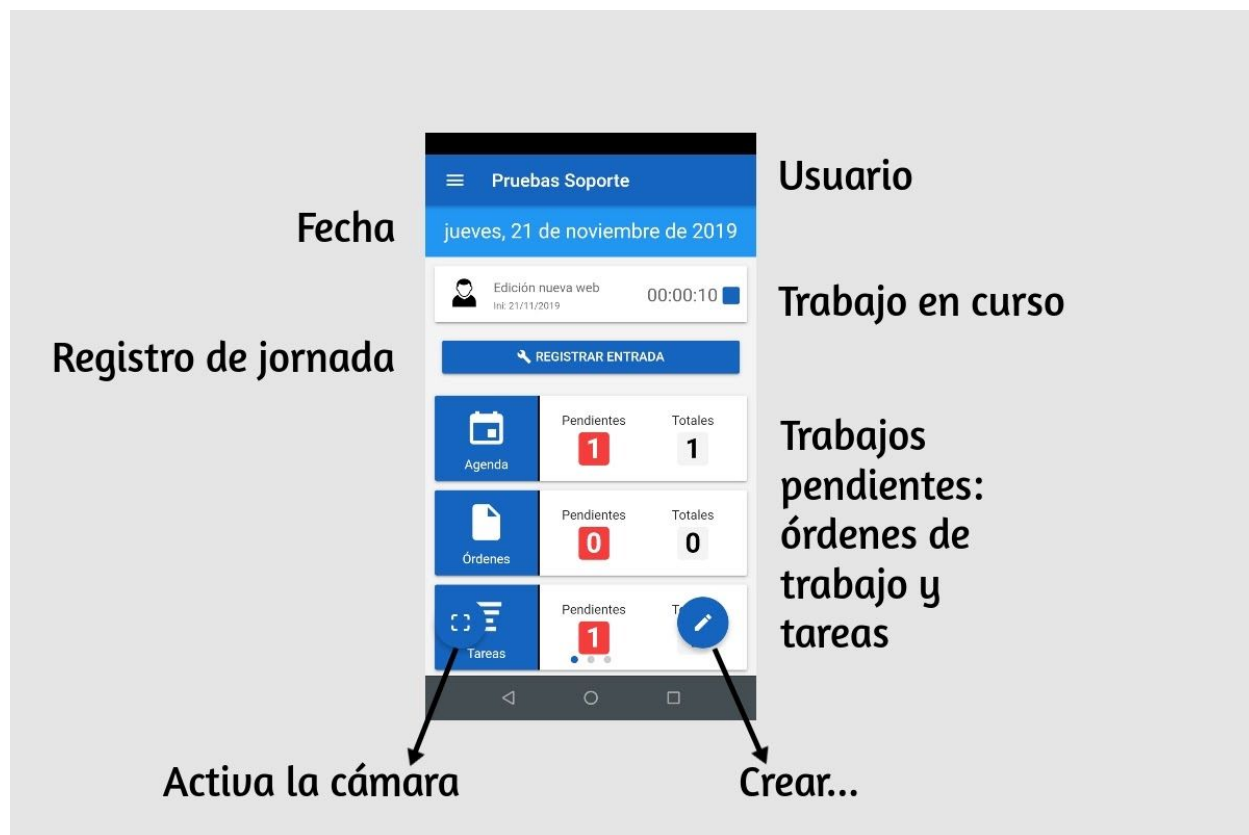 Pruebas Soporte
Usuario
Fecha
jueves, 21 de noviembre de 2019
Edición nueva web
Ini: 21/11/2019
00:00:10
Trabajo en curso
Registro de jornada
REGISTRAR ENTRADA
Agenda
Pendientes
1
Totales
1
Órdenes
Pendientes
0
Totales
0
Tareas
Pendientes
1
Trabajos
pendientes:
órdenes de
trabajo y
tareas
Activa la cámara
Crear...